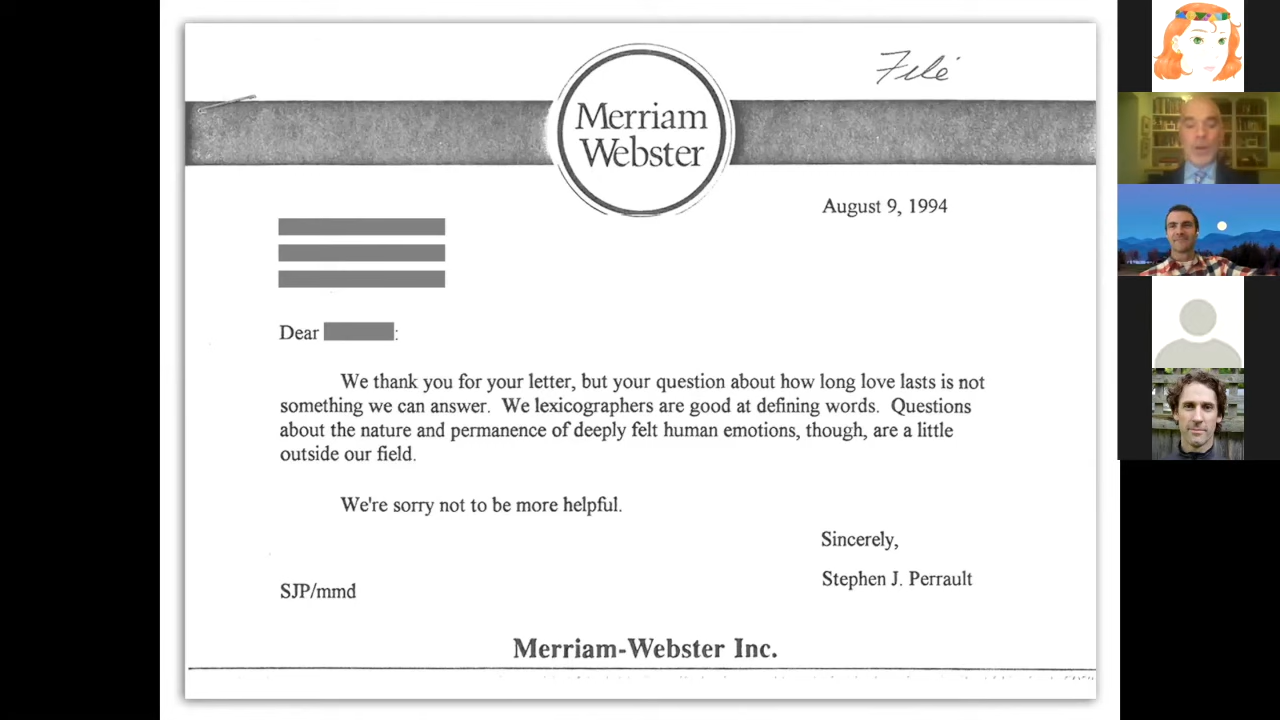 File
Merriam
Webster
August 9, 1994
Dear
:
We thank you for your letter, but your question about how long love lasts is not
something we can answer. We lexicographers are good at defining words. Questions
about the nature and permanence of deeply felt human emotions, though, are a little
outside our field.
We're sorry not to be more helpful.
Sincerely,
Stephen J. Perrault
SJP/mmd
Merriam-Webster Inc.